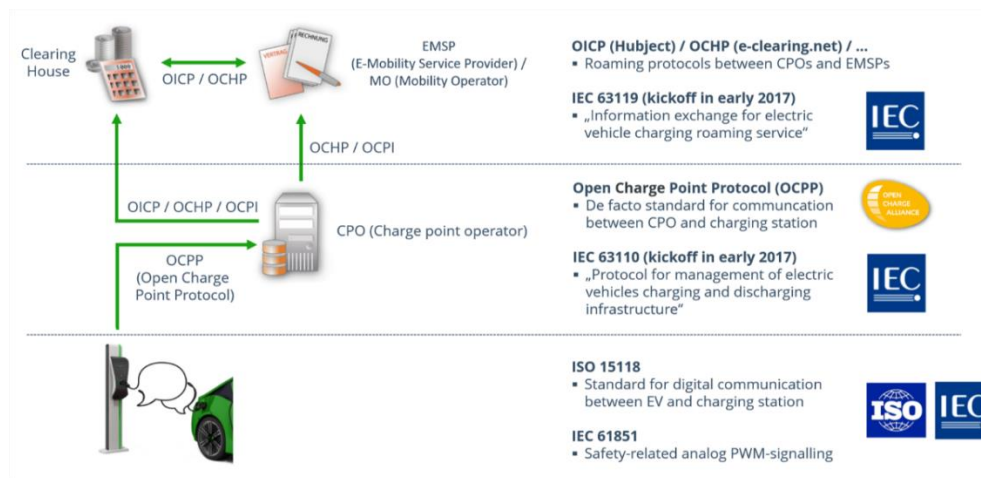 Clearing
House
OICP / OCHP
VERTRAG
RECHNUNG
EMSP
(E-Mobility Service Provider) /
MO (Mobility Operator)
OCHP / OCPI
OICP / OCHP / OCPI
CPO (Charge point operator)
OCPP
(Open Charge
Point Protocol)
OICP (Hubject) / OCHP (e-clearing.net) / ...
▪ Roaming protocols between CPOs and EMSPs
IEC 63119 (kickoff in early 2017)
▪ „Information exchange for electric
vehicle charging roaming service“
IEC
Open Charge Point Protocol (OCPP)
▪ De facto standard for communcation
between CPO and charging station
OPEN
CHARGE
ALLIANCE
IEC 63110 (kickoff in early 2017)
▪ „Protocol for management of electric
vehicles charging and discharging
infrastructure“
IEC
ISO 15118
▪ Standard for digital communication
between EV and charging station
ISO
IEC
IEC 61851
▪ Safety-related analog PWM-signalling